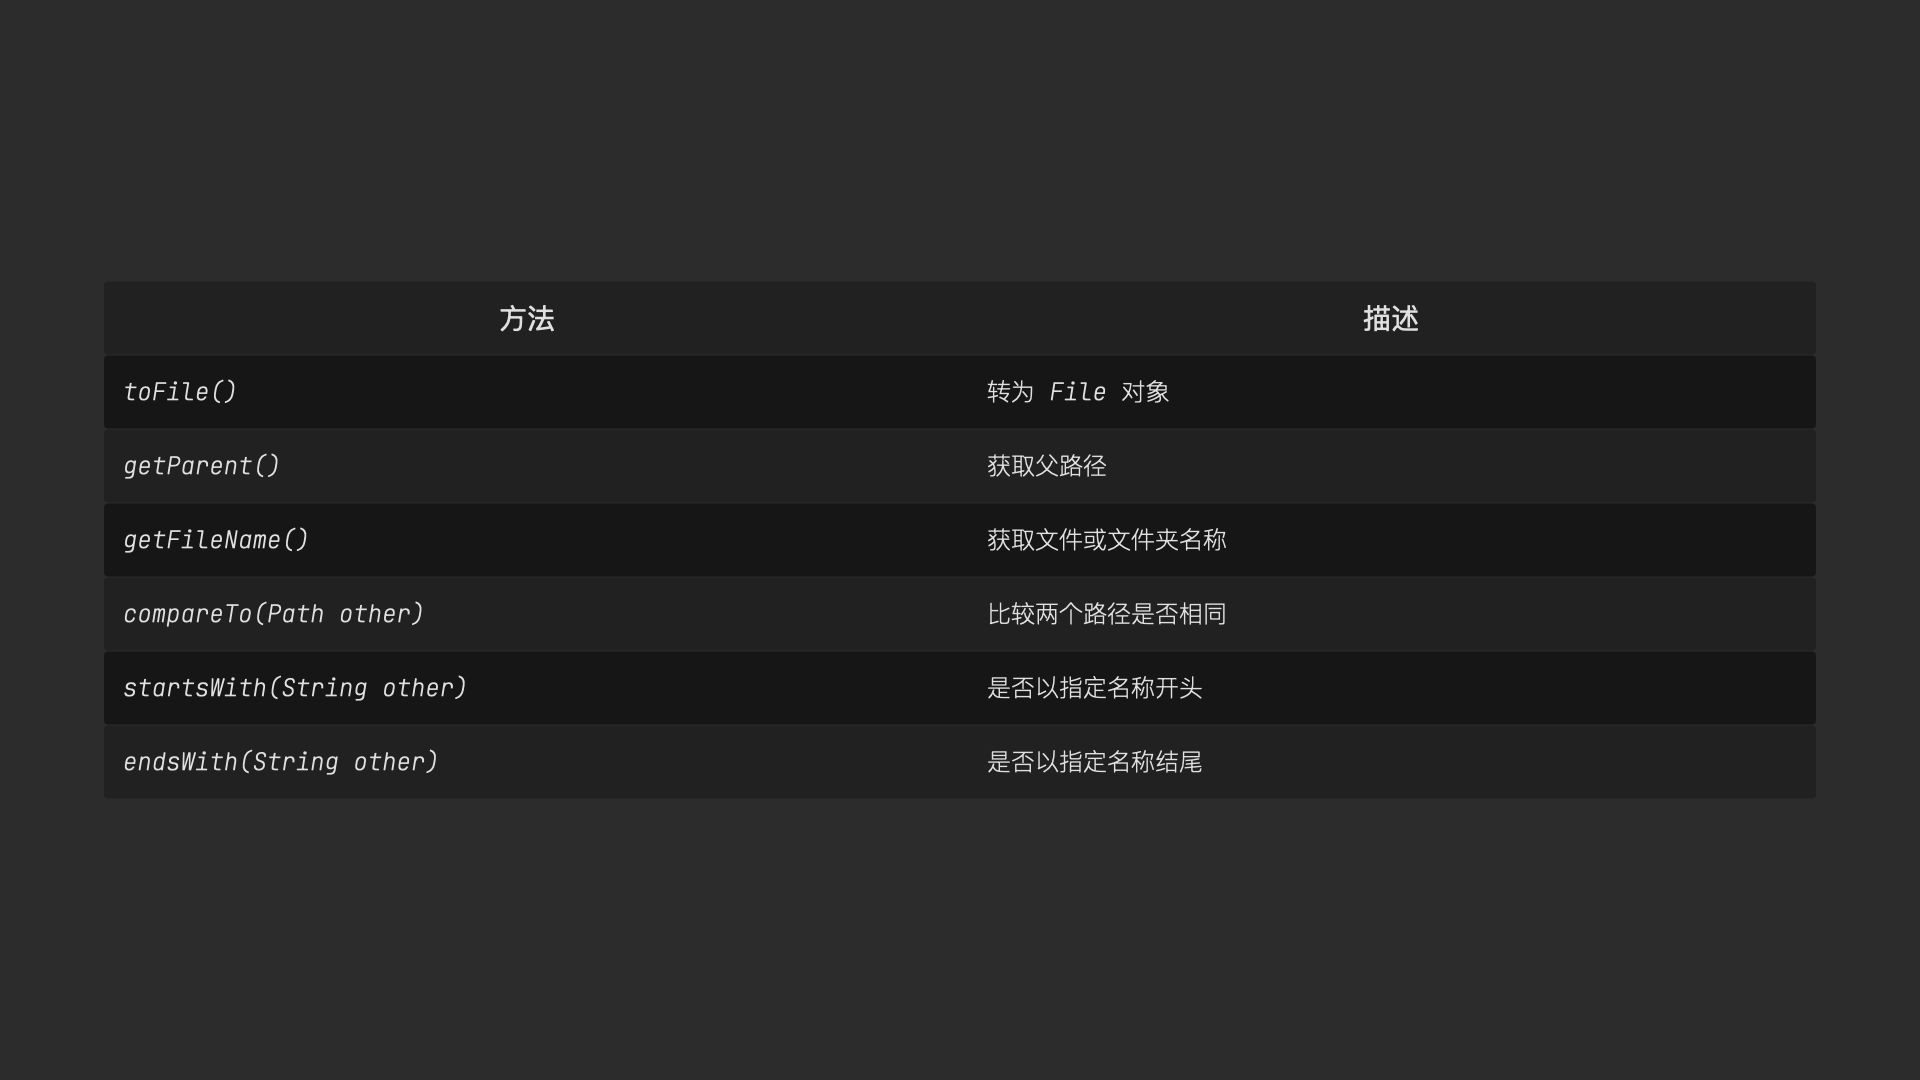 方法 描述
toFile() 转为 File 对象
getParent() 获取父路径
getFileName() 获取文件或文件夹名称
compareTo(Path other) 比较两个路径是否相同
startsWith(String other) 是否以指定名称开头
endsWith(String other) 是否以指定名称结尾